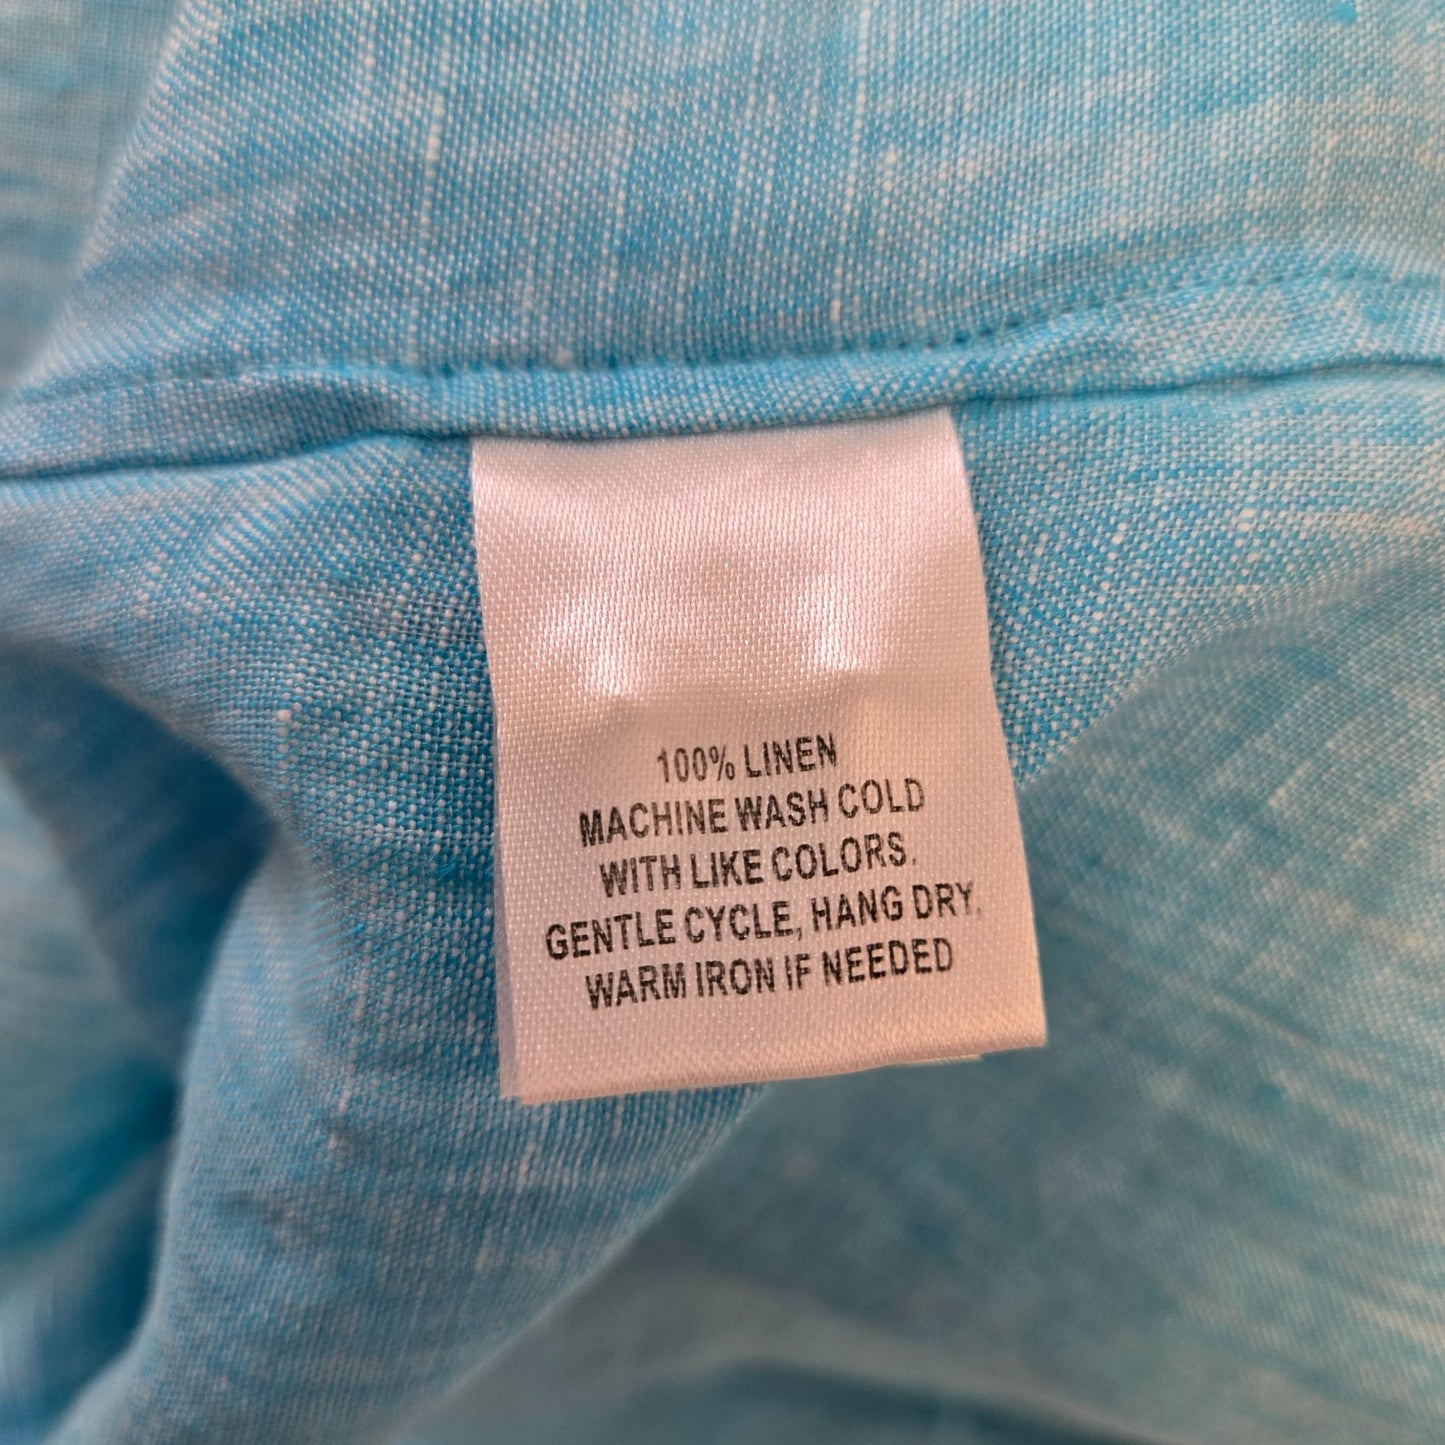 100% LINEN
MACHINE WASH COLD
WITH LIKE COLORS.
GENTLE CYCLE, HANG DRY.
WARM IRON IF NEEDED